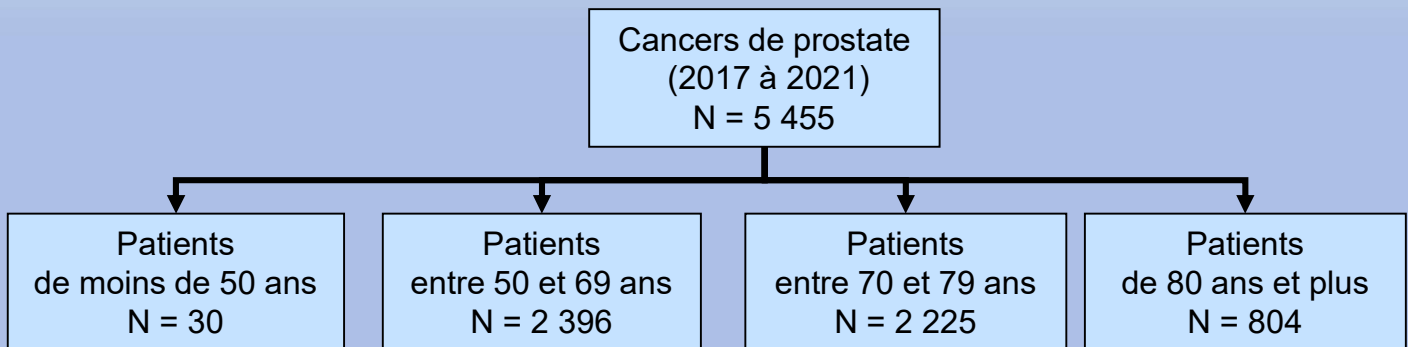 Cancers de prostate
(2017 à 2021)
N = 5 455
Patients
de moins de 50 ans
N = 30
Patients
entre 50 et 69 ans
N = 2 396
Patients
entre 70 et 79 ans
N = 2 225
Patients
de 80 ans et plus
N = 804